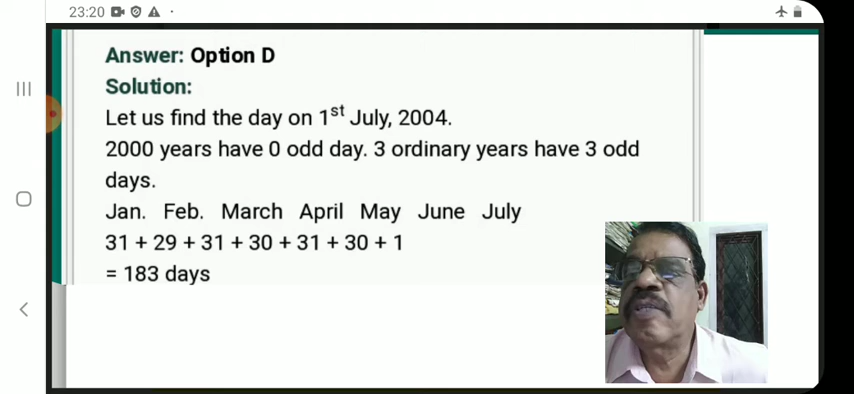 23:20
Answer: Option D
Solution:
Let us find the day on 1st July, 2004.
2000 years have 0 odd day. 3 ordinary years have 3 odd
days.
Jan. Feb. March April May June July
31 + 29 + 31 + 30 + 31 + 30 + 1
= 183 days